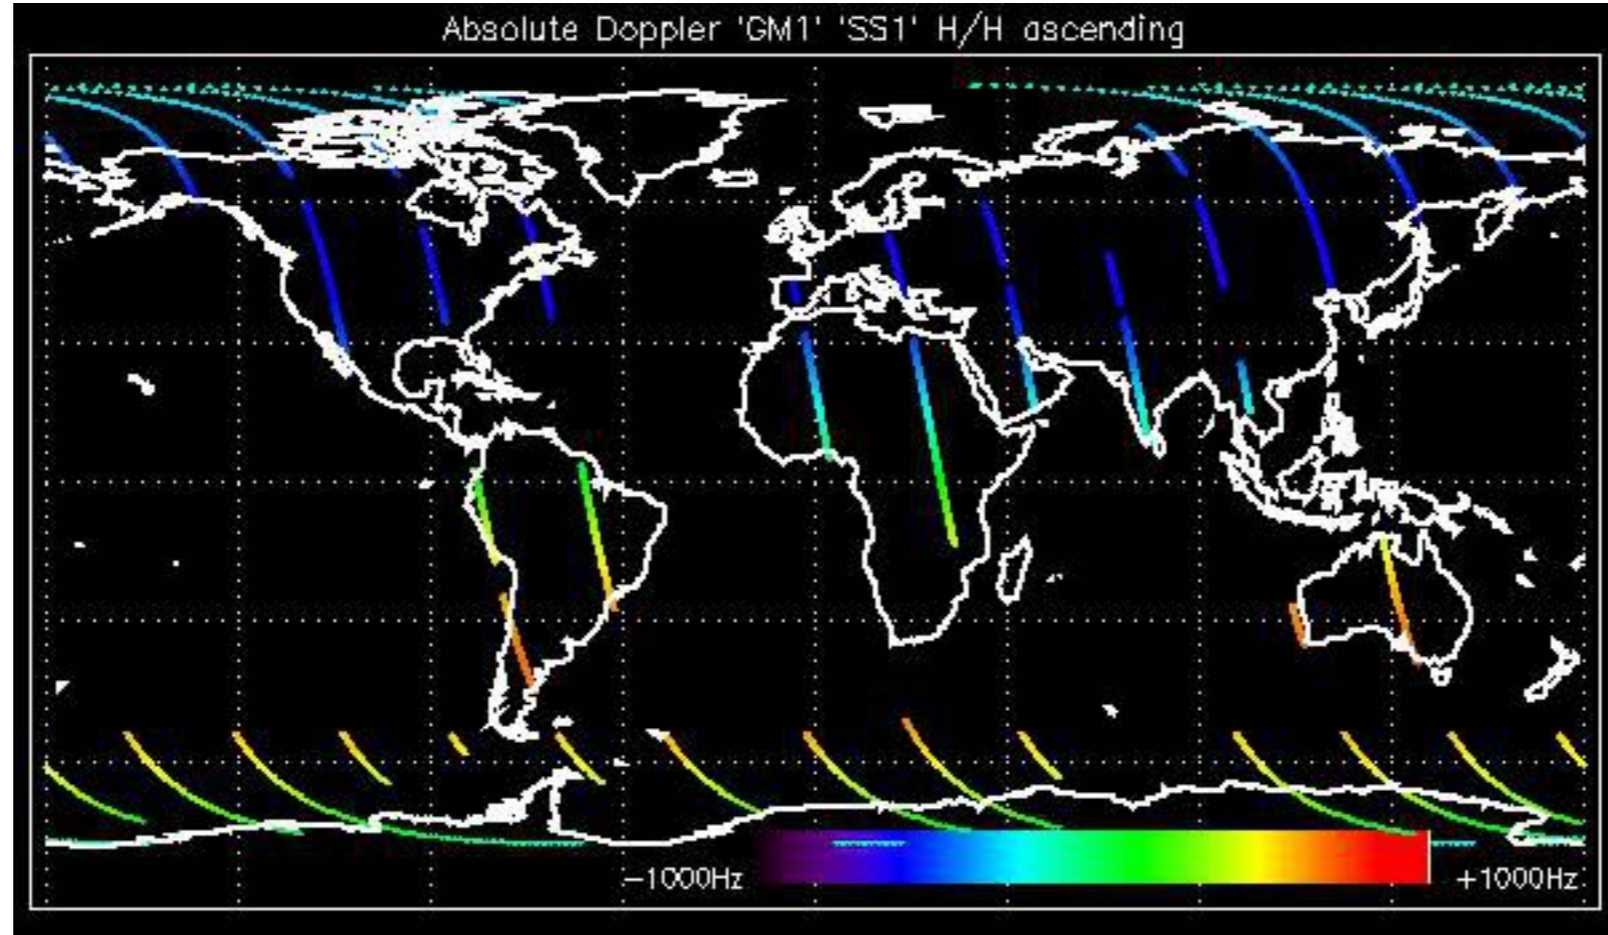 Absolute Doppler 'GM1' 'SS1' H/H ascending
−1000Hz
+1000Hz